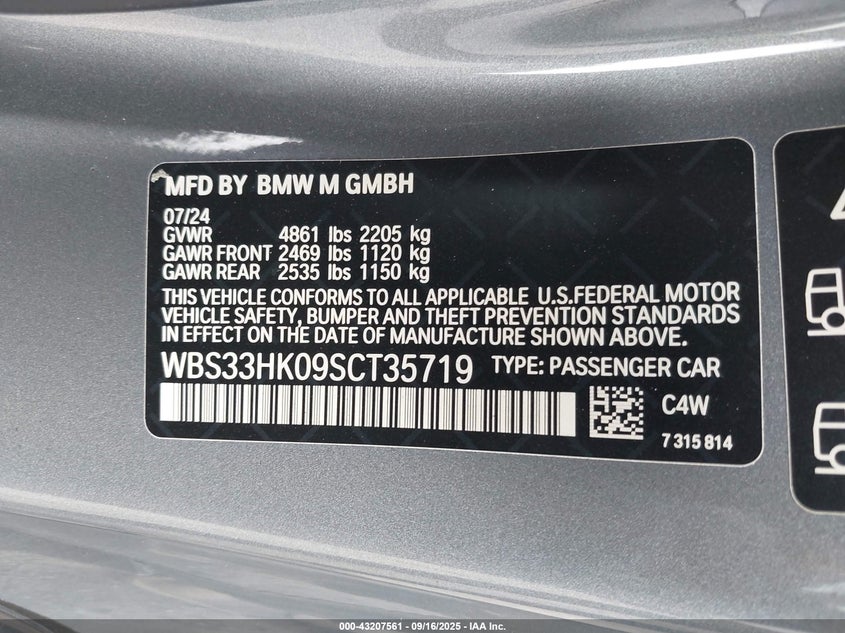 MFD BY BMW M GMBH
07/24
GVWR 4861 lbs 2205 kg
GAWR FRONT 2469 lbs 1120 kg
GAWR REAR 2535 lbs 1150 kg
THIS VEHICLE CONFORMS TO ALL APPLICABLE U.S.FEDERAL MOTOR
VEHICLE SAFETY, BUMPER AND THEFT PREVENTION STANDARDS
IN EFFECT ON THE DATE OF MANUFACTURE SHOWN ABOVE.
WBS33HK09SCT35719 TYPE: PASSENGER CAR
C4W
7315814
000-43207561 - 09/16/2025 - IAA Inc.